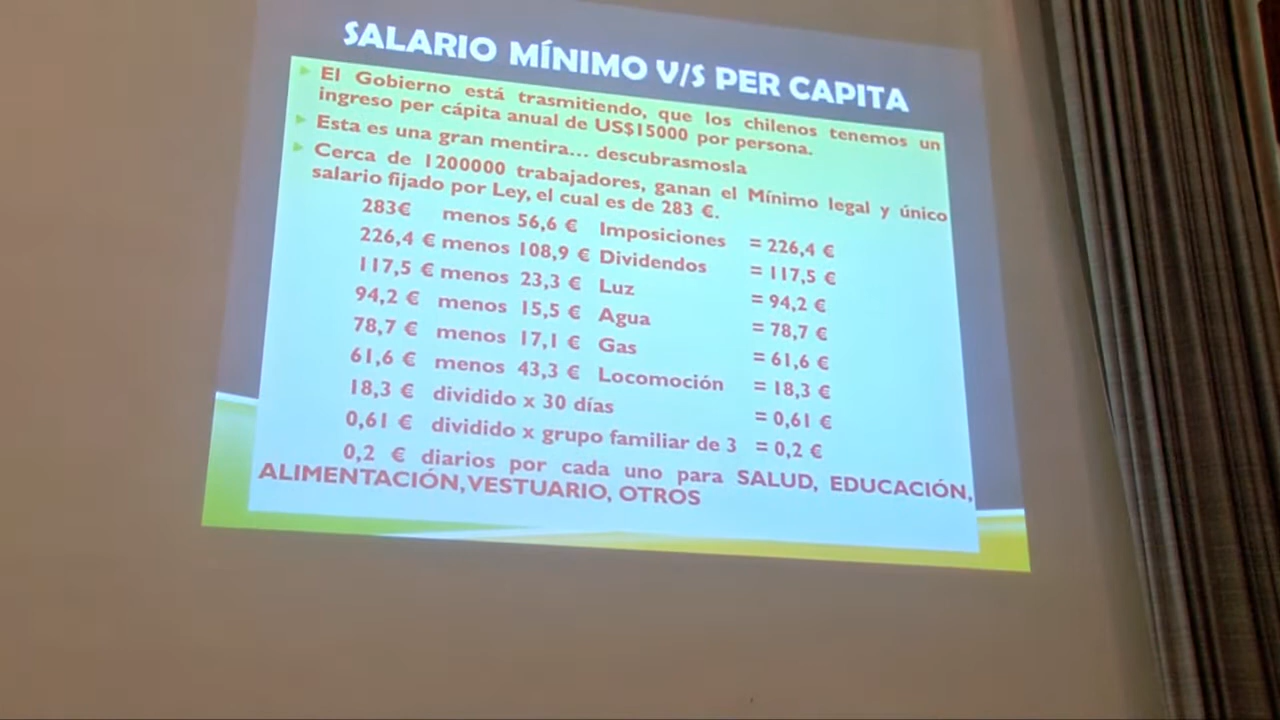 SALARIO MÍNIMO V/S PER CAPITA
El Gobierno está trasmitiendo, que los chilenos tenemos un
ingreso per cápita anual de US$15000 por persona.
Esta es una gran mentira... descubrasmosla
Cerca de 1200000 trabajadores, ganan el Mínimo legal y único
salario fijado por Ley, el cual es de 283 €.
283€ menos 56,6 € Imposiciones = 226,4 €
226,4 € menos 108,9 € Dividendos = 117,5 €
117,5 € menos 23,3 € Luz = 94,2 €
94,2 € menos 15,5 € Agua = 78,7 €
78,7 € menos 17,1 € Gas = 61,6 €
61,6 € menos 43,3 € Locomoción = 18,3 €
18,3 € dividido x 30 días = 0,61 €
0,61 € dividido x grupo familiar de 3 = 0,2 €
0,2 € diarios por cada uno para SALUD, EDUCACIÓN,
ALIMENTACIÓN, VESTUARIO, OTROS